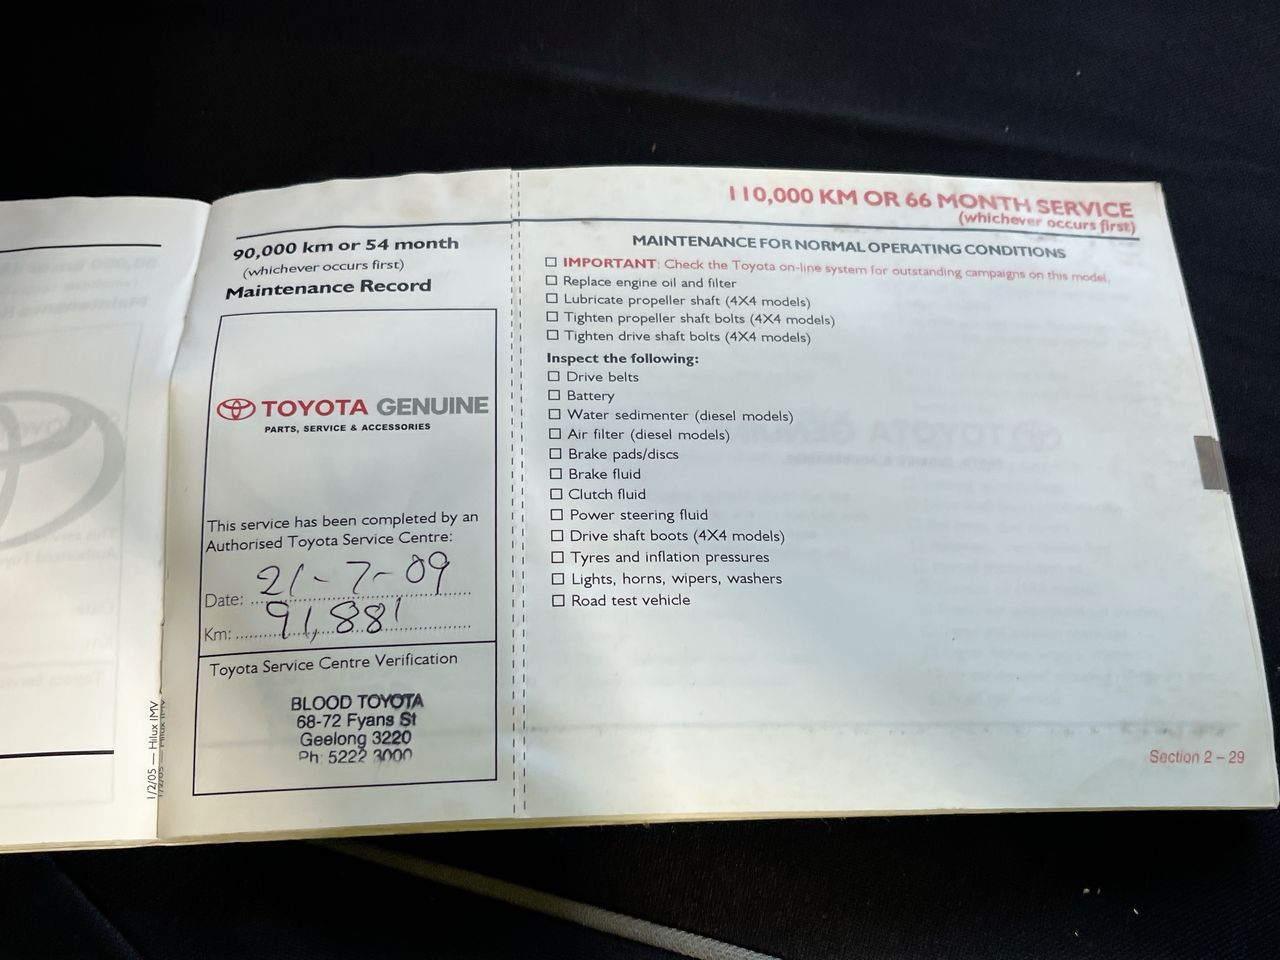 90,000 km or 54 month
(whichever occurs first)
Maintenance Record
TOYOTA GENUINE
PARTS, SERVICE & ACCESSORIES
This service has been completed by an
Authorised Toyota Service Centre:
Date: 21-7-09
Km: 91,881
Toyota Service Centre Verification
BLOOD TOYOTA
68-72 Fyans St
Geelong 3220
Ph: 5222 3000
1/2/05 — Hilux IMV
110,000 KM OR 66 MONTH SERVICE
(whichever occurs first)
MAINTENANCE FOR NORMAL OPERATING CONDITIONS
☐ IMPORTANT: Check the Toyota on-line system for outstanding campaigns on this model.
☐ Replace engine oil and filter
☐ Lubricate propeller shaft (4X4 models)
☐ Tighten propeller shaft bolts (4X4 models)
☐ Tighten drive shaft bolts (4X4 models)
Inspect the following:
☐ Drive belts
☐ Battery
☐ Water sedimenter (diesel models)
☐ Air filter (diesel models)
☐ Brake pads/discs
☐ Brake fluid
☐ Clutch fluid
☐ Power steering fluid
☐ Drive shaft boots (4X4 models)
☐ Tyres and inflation pressures
☐ Lights, horns, wipers, washers
☐ Road test vehicle
Section 2 – 29